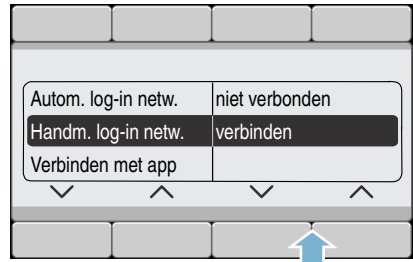 Autom. log-in netw. niet verbonden
Handm. log-in netw. verbinden
Verbinden met app